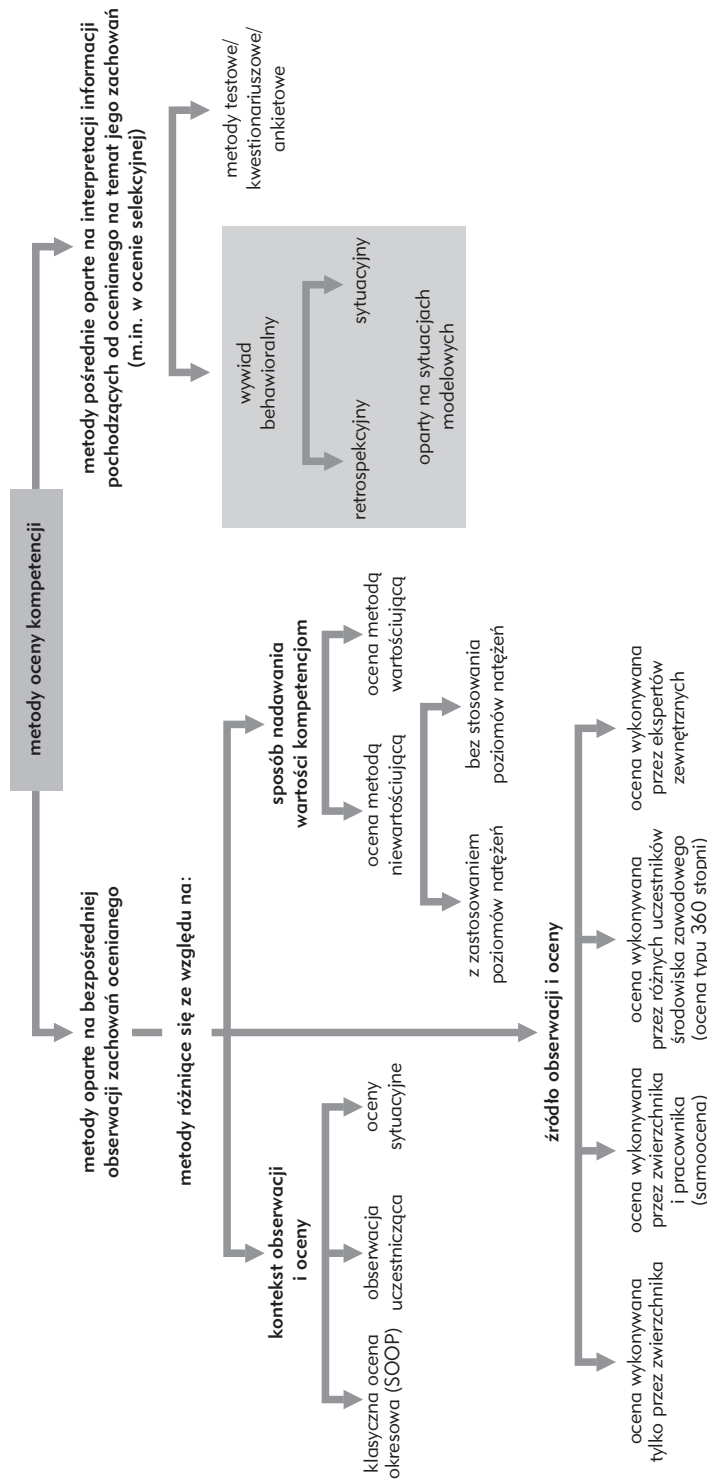 metody oceny kompetencji
metody oparte na bezpośredniej
obserwacji zachowań ocenianego
metody różniące się ze względu na:
kontekst obserwacji
i oceny
klasyczna ocena
okresowa (SOOP)
obserwacja
uczestnicząca
oceny
sytuacyjne
sposób nadawania
wartości kompetencjom
ocena metodą
niewartościującą
ocena metodą
wartościującą
z zastosowaniem
poziomów natężeń
bez stosowania
poziomów natężeń
źródło obserwacji i oceny
ocena wykonywana
tylko przez zwierzchnika
ocena wykonywana
przez zwierzchnika
i pracownika
(samoocena)
ocena wykonywana
przez różnych uczestników
środowiska zawodowego
(ocena typu 360 stopni)
ocena wykonywana
przez ekspertów
zewnętrznych
metody pośrednie oparte na interpretacji informacji
pochodzących od ocenianego na temat jego zachowań
(m.in. w ocenie selekcyjnej)
wywiad
behawioralny
retrospekcyjny
sytuacyjny
oparty na sytuacjach
modelowych
metody testowe/
kwestionariuszowe/
ankietowe